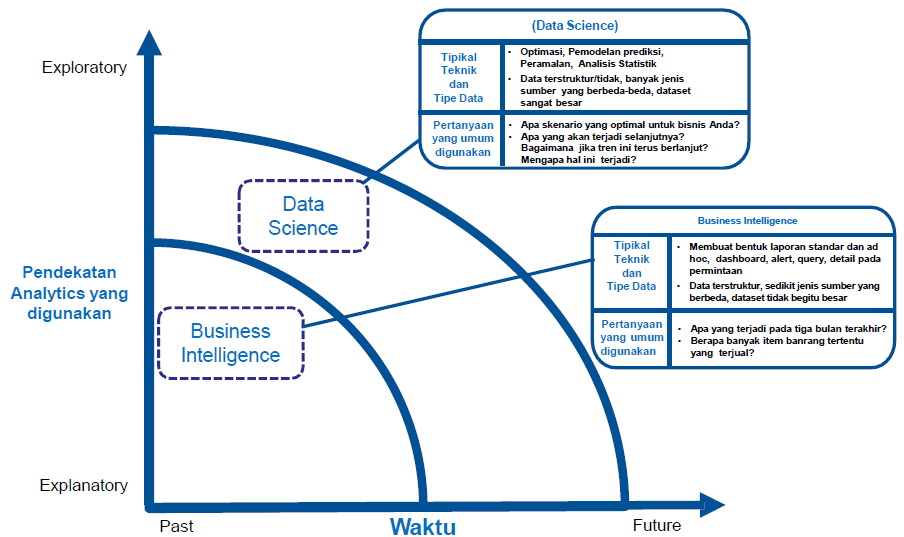 (Data Science)
Exploratory
Tipikal
Teknik
dan
Tipe Data
• Optimasi, Pemodelan prediksi,
Peramalan, Analisis Statistik
• Data terstruktur/tidak, banyak jenis
sumber yang berbeda-beda, dataset
sangat besar
Pertanyaan
yang umum
digunakan
• Apa skenario yang optimal untuk bisnis Anda?
• Apa yang akan terjadi selanjutnya?
Bagaimana jika tren ini terus berlanjut?
Mengapa hal ini terjadi?
Data
Science
Business Intelligence
Tipikal
Teknik
dan
Tipe Data
• Membuat bentuk laporan standar dan ad
hoc, dashboard, alert, query, detail pada
permintaan
• Data terstruktur, sedikit jenis sumber yang
berbeda, dataset tidak begitu besar
Pertanyaan
yang umum
digunakan
• Apa yang terjadi pada tiga bulan terakhir?
• Berapa banyak item banrang tertentu
yang terjual?
Pendekatan
Analytics yang
digunakan
Business
Intelligence
Explanatory
Past
Waktu
Future